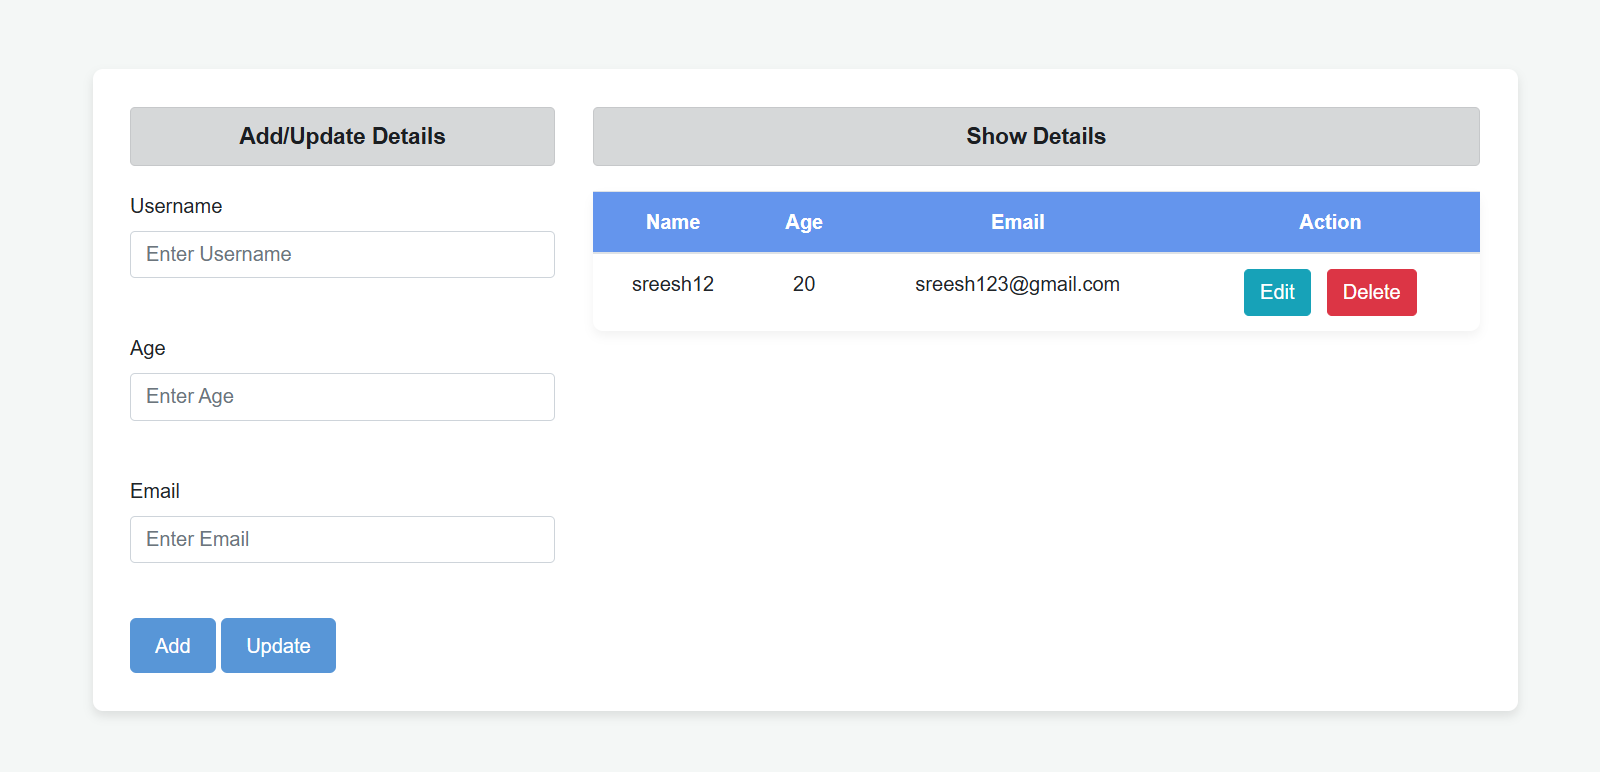 Add/Update Details
Username
Enter Username
Age
Enter Age
Email
Enter Email
Add Update
Show Details
Name Age Email Action
sreesh12 20 sreesh123@gmail.com Edit Delete